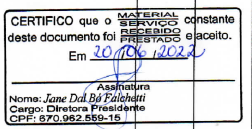 CERTIFICO que o MATERIAL SERVIÇO constante
deste documento foi RECEBIDO PRESTADO e aceito.
Em 20/06/2022
Assinatura
Nome: Jane Dal Bó Falchetti
Cargo: Diretora Presidente
CPF: 670.962.559-15